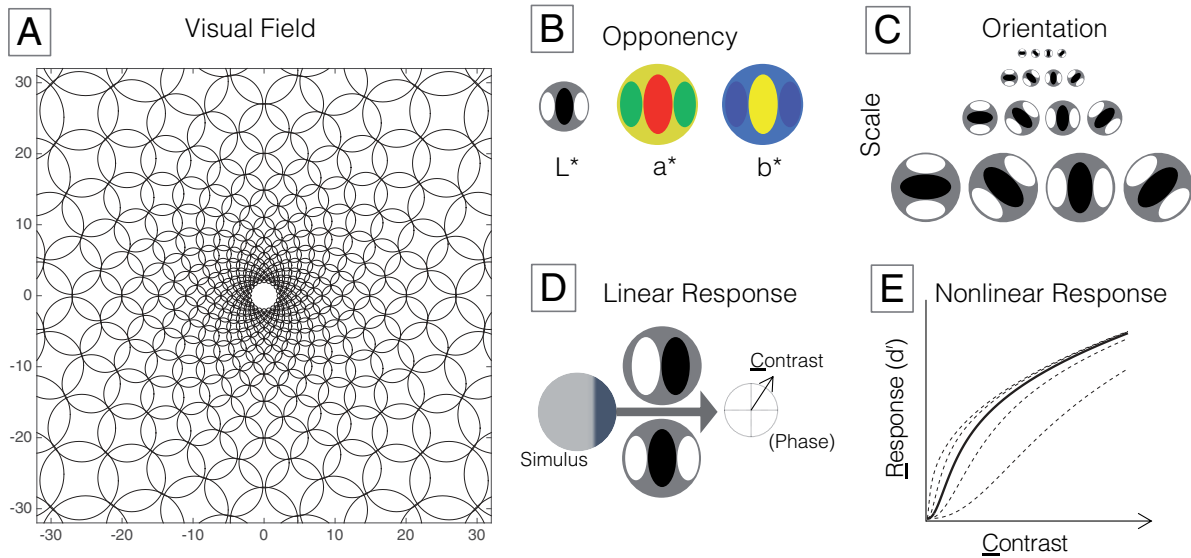 A
Visual Field
30
20
10
0
-10
-20
-30
-30
-20
-10
0
10
20
30
B
Opponency
L*
a*
b*
C
Orientation
Scale
D
Linear Response
Contrast
(Phase)
Simulus
E
Nonlinear Response
Response (d')
Contrast